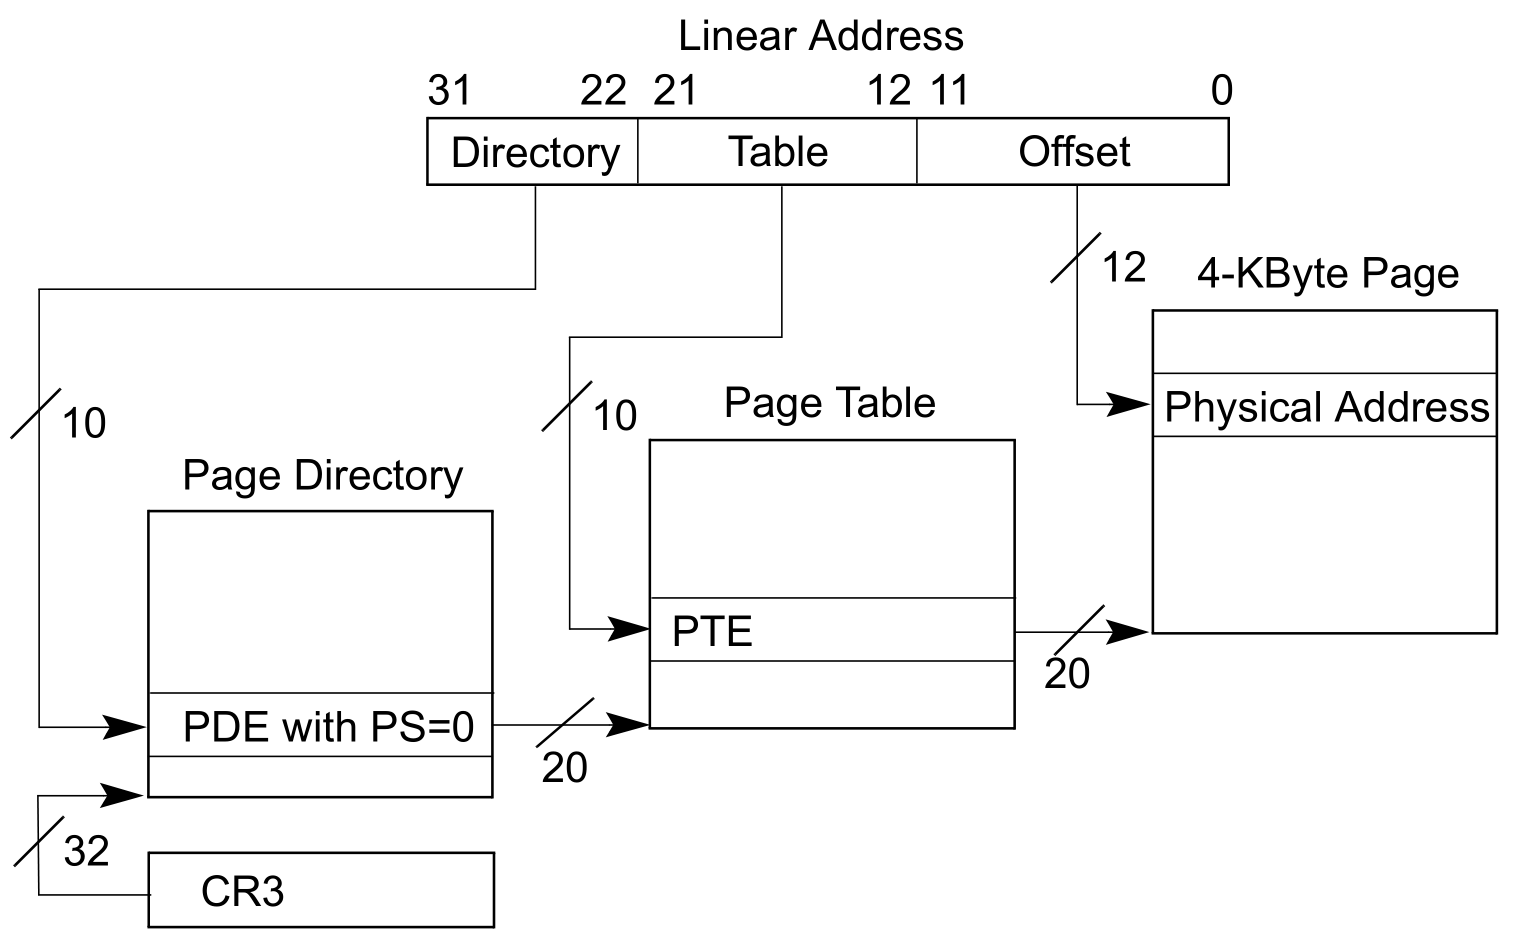 Linear Address
31 22 21 12 11 0
Directory Table Offset
12
4-KByte Page
Physical Address
10
10
Page Table
Page Directory
PTE
20
PDE with PS=0
20
32
CR3